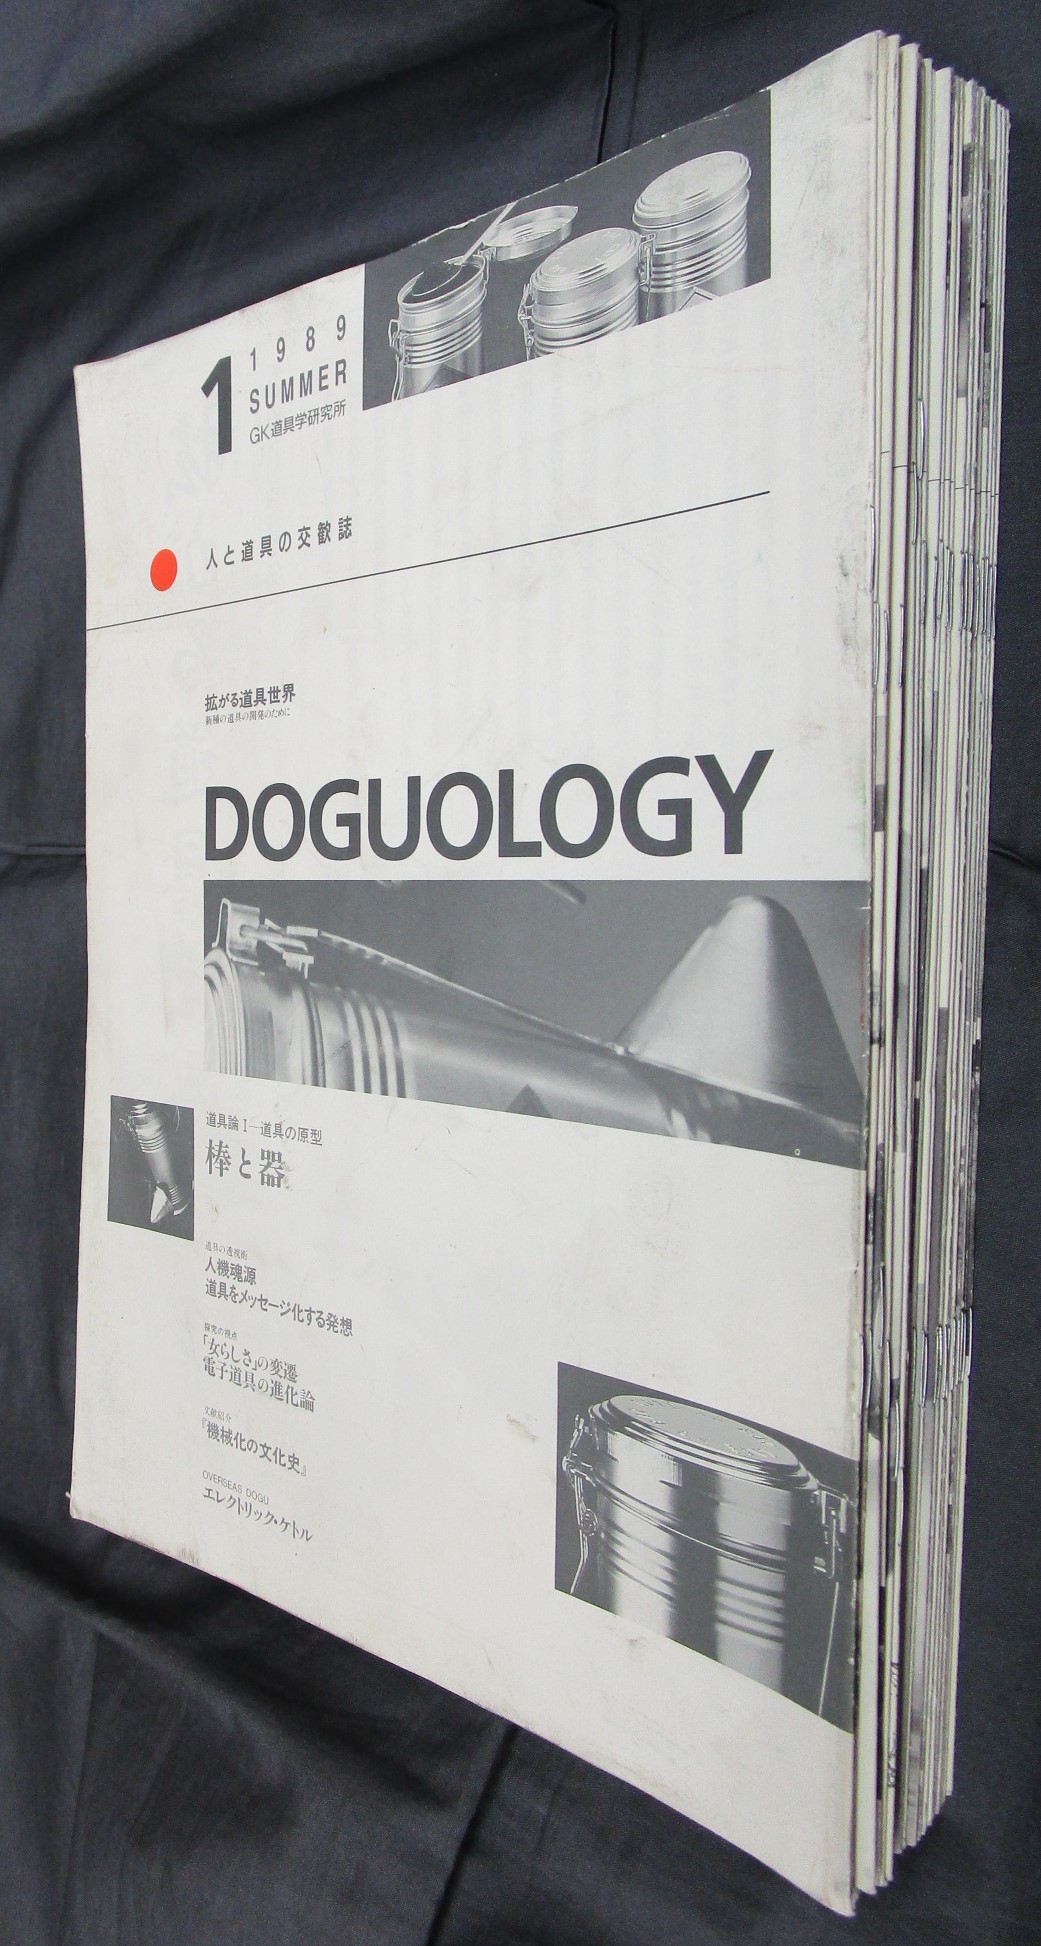 1
1989
SUMMER
GK道具学研究所
人と道具の交歓誌
拡がる道具世界
新種の道具の開発のために
DOGUOLOGY
道具論 I—道具の原型
棒と器
道具の透視術
人機魂源
道具をメッセージ化する発想
探究の視点
「女らしさ」の変遷
電子道具の進化論
文献紹介
『機械化の文化史』
OVERSEAS DOGU
エレクトリック・ケトル